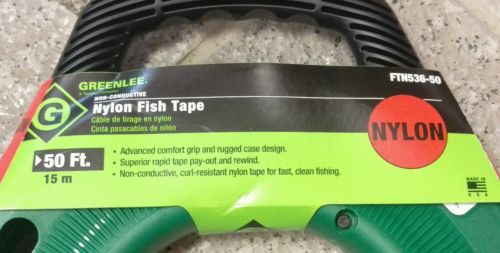 GREENLEE.
FTN536-50
NON-CONDUCTIVE
Nylon Fish Tape
Câble de tirage en nylon
Cinta pasacables de nilón
G
NYLON
50 Ft.
15 m
• Advanced comfort grip and rugged case design.
• Superior rapid tape pay-out and rewind.
• Non-conductive, curl-resistant nylon tape for fast, clean fishing.
MADE IN
USA